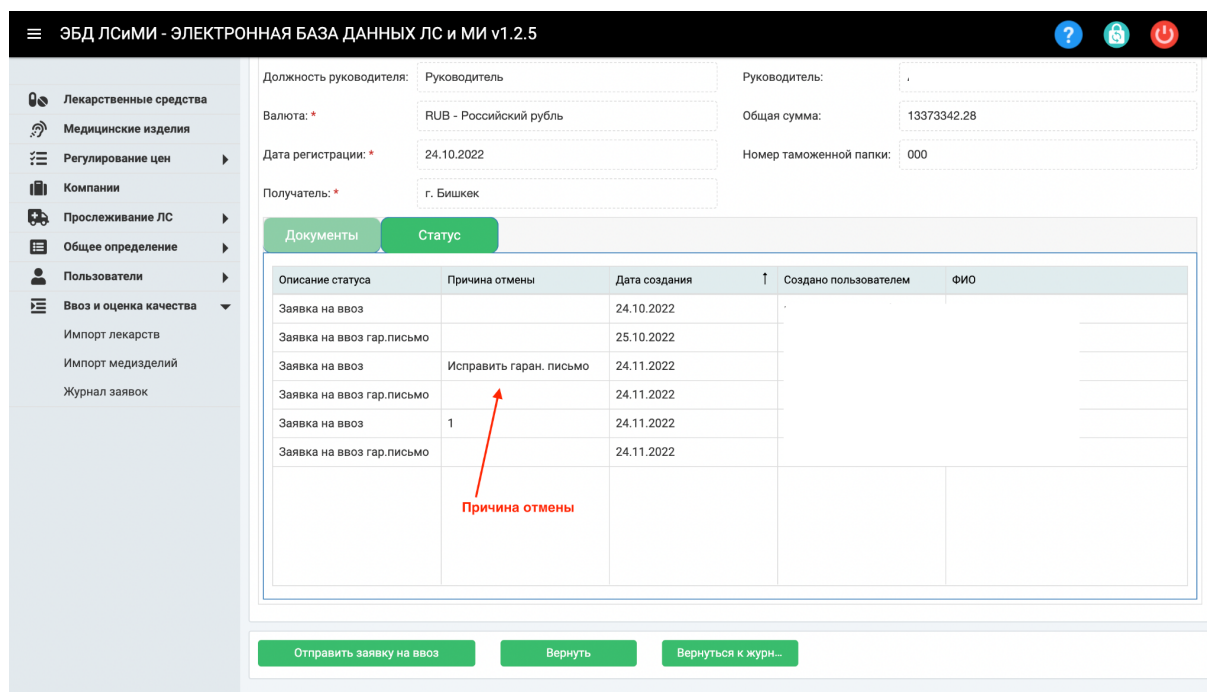 ЭБД ЛСиМИ - ЭЛЕКТРОННАЯ БАЗА ДАННЫХ ЛС и МИ v1.2.5
?
Лекарственные средства
Медицинские изделия
Регулирование цен
Компании
Прослеживание ЛС
Общее определение
Пользователи
Ввоз и оценка качества
Импорт лекарств
Импорт медизделий
Журнал заявок
Должность руководителя: Руководитель Руководитель:
Валюта: * RUB - Российский рубль Общая сумма: 13373342.28
Дата регистрации: * 24.10.2022 Номер таможенной папки: 000
Получатель: * г. Бишкек
Документы Статус
Описание статуса Причина отмены Дата создания ↑ Создано пользователем ФИО
Заявка на ввоз 24.10.2022
Заявка на ввоз гар.письмо 25.10.2022
Заявка на ввоз Исправить гаран. письмо 24.11.2022
Заявка на ввоз гар.письмо 24.11.2022
Заявка на ввоз 1 24.11.2022
Заявка на ввоз гар.письмо 24.11.2022
Причина отмены
Отправить заявку на ввоз Вернуть Вернуться к журн...